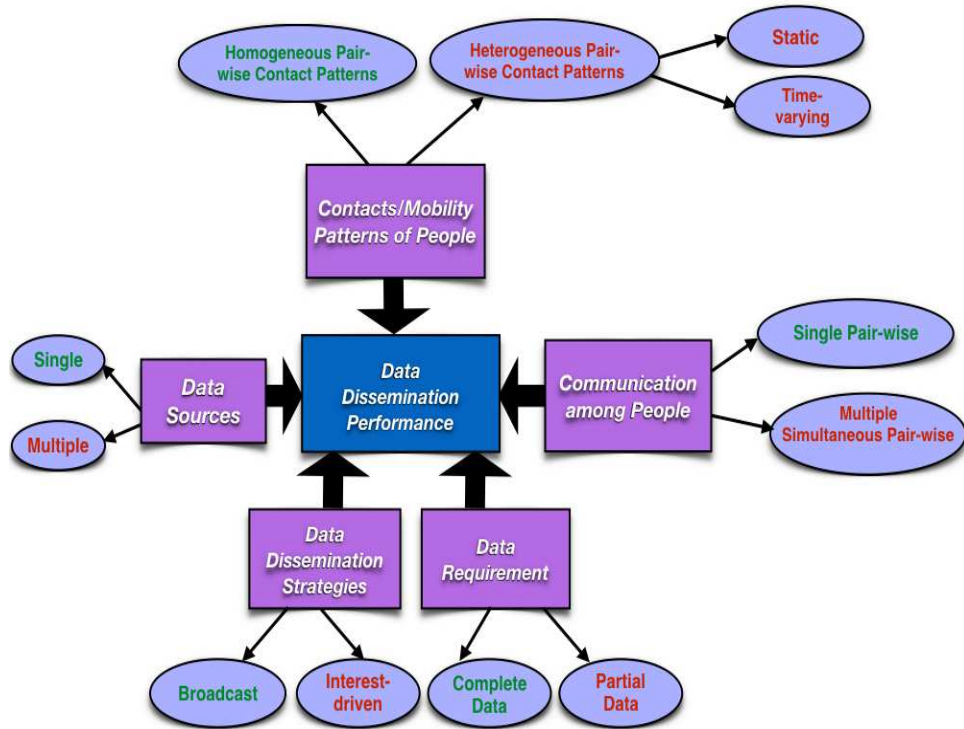 Homogeneous Pair-
wise Contact Patterns
Heterogeneous Pair-
wise Contact Patterns
Static
Time-
varying
Contacts/Mobility
Patterns of People
Single
Multiple
Data
Sources
Data
Dissemination
Performance
Communication
among People
Single Pair-wise
Multiple
Simultaneous Pair-wise
Data
Dissemination
Strategies
Data
Requirement
Broadcast
Interest-
driven
Complete
Data
Partial
Data